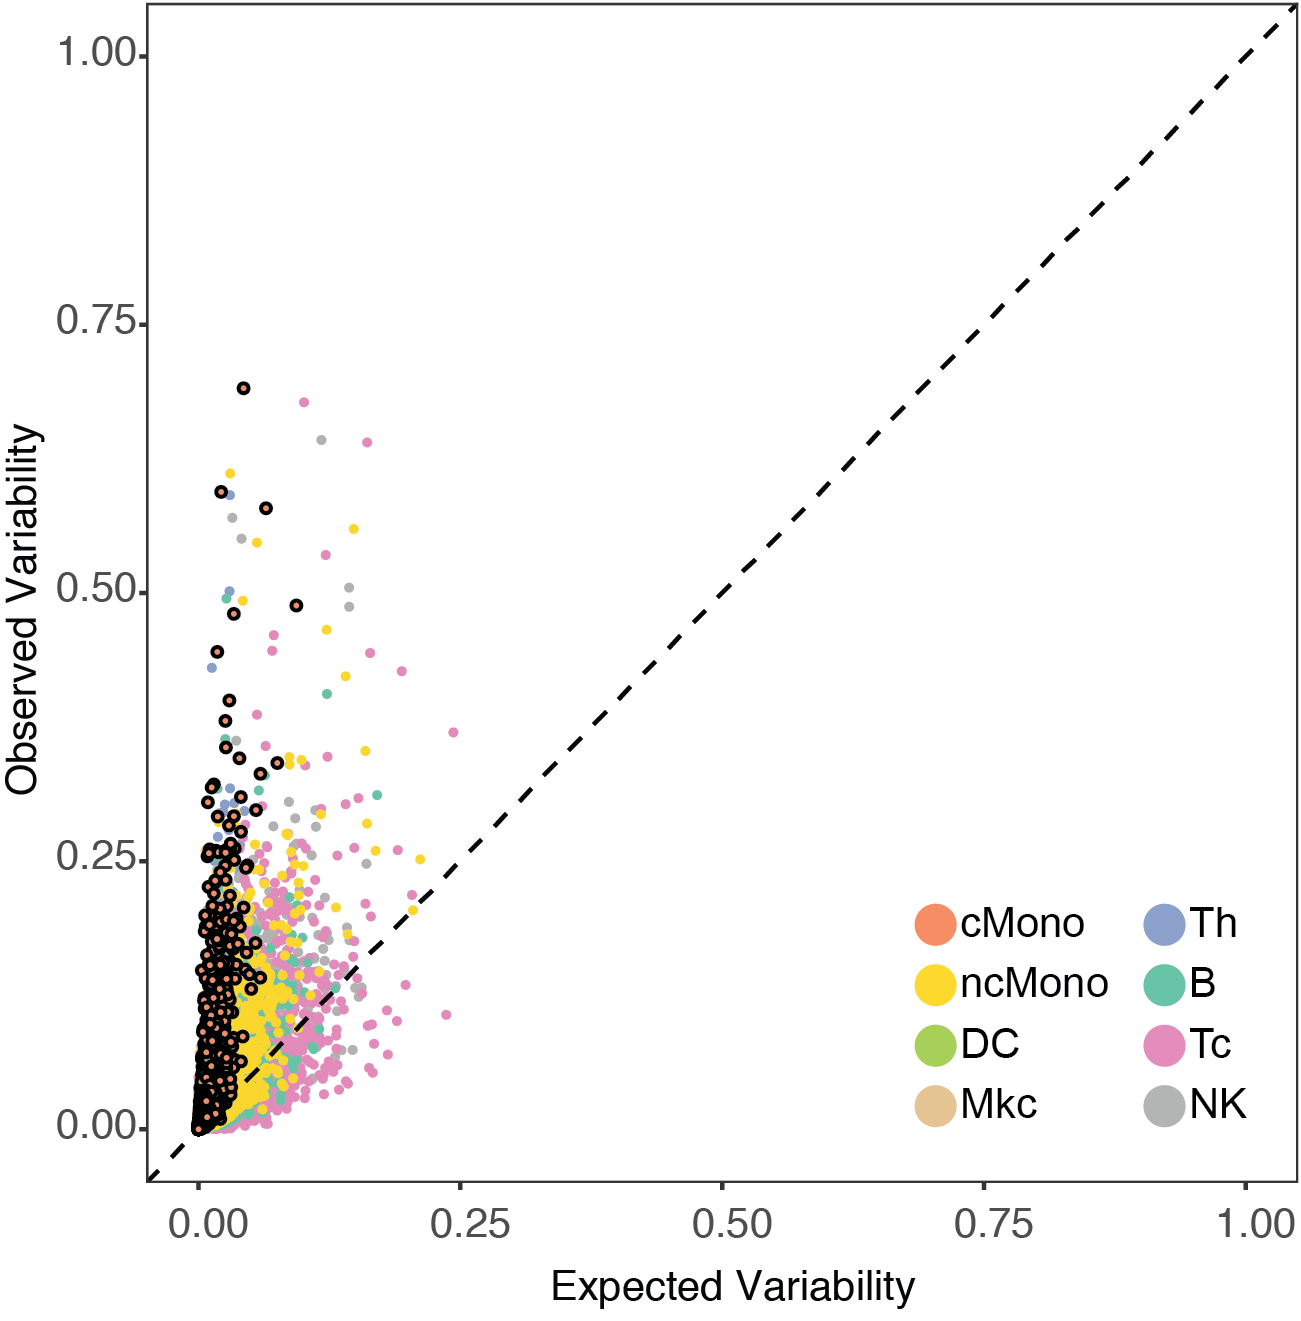 1.00
0.75
0.50
0.25
0.00
Observed Variability
cMono
ncMono
DC
Mkc
Th
B
Tc
NK
0.00 0.25 0.50 0.75 1.00
Expected Variability